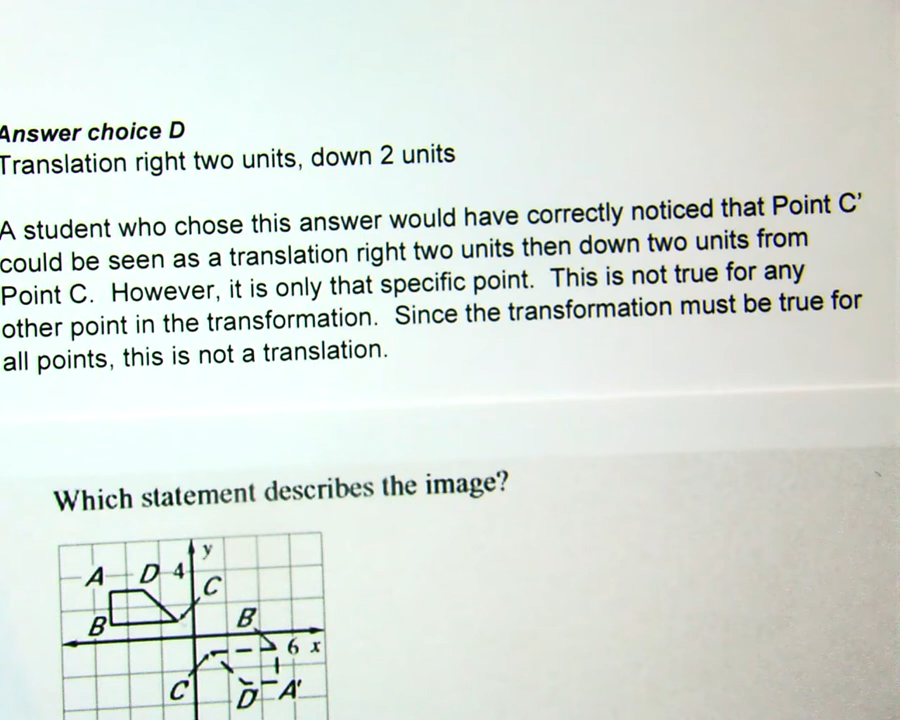 Answer choice D
Translation right two units, down 2 units
A student who chose this answer would have correctly noticed that Point C’
could be seen as a translation right two units then down two units from
Point C. However, it is only that specific point. This is not true for any
other point in the transformation. Since the transformation must be true for
all points, this is not a translation.
Which statement describes the image?
y
A D 4
C
B B
6 x
C D A'